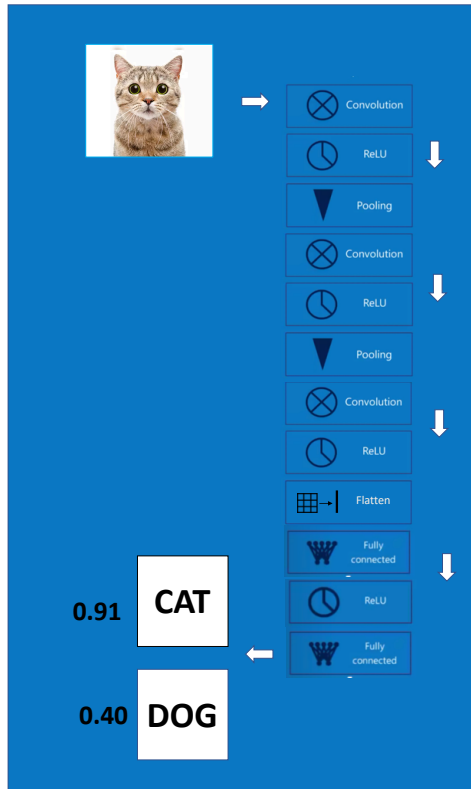 Convolution
ReLU
Pooling
Convolution
ReLU
Pooling
Convolution
ReLU
Flatten
Fully
connected
ReLU
Fully
connected
0.91
CAT
0.40
DOG